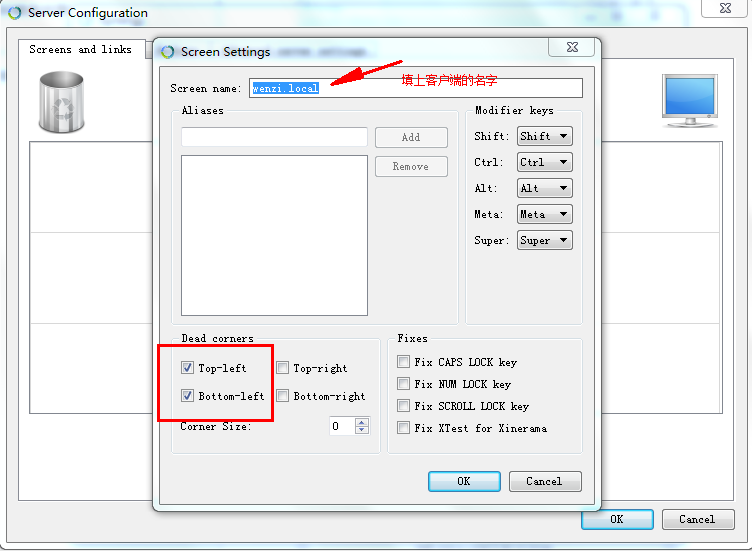 Server Configuration
Screens and links
Screen Settings
Screen name: wenzi.local
填上客户端的名字
Aliases
Add
Remove
Modifier keys
Shift: Shift
Ctrl: Ctrl
Alt: Alt
Meta: Meta
Super: Super
Dead corners
Top-left Top-right
Bottom-left Bottom-right
Corner Size: 0
Fixes
Fix CAPS LOCK key
Fix NUM LOCK key
Fix SCROLL LOCK key
Fix XTest for Xinerama
OK Cancel
OK Cancel